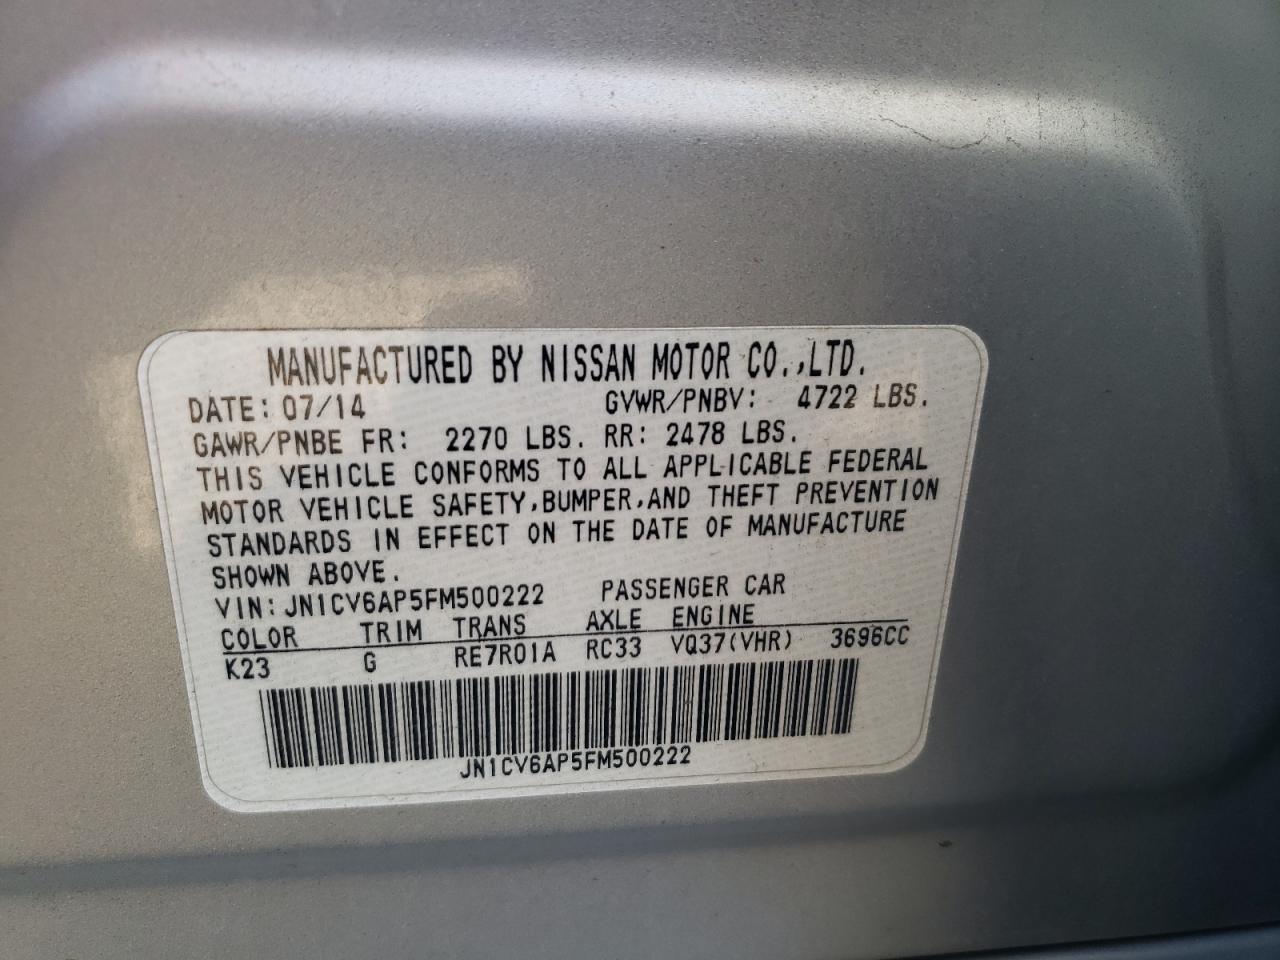 MANUFACTURED BY NISSAN MOTOR CO.,LTD.
DATE: 07/14 GVWR/PNBV: 4722 LBS.
GAWR/PNBE FR: 2270 LBS. RR: 2478 LBS.
THIS VEHICLE CONFORMS TO ALL APPLICABLE FEDERAL
MOTOR VEHICLE SAFETY,BUMPER,AND THEFT PREVENTION
STANDARDS IN EFFECT ON THE DATE OF MANUFACTURE
SHOWN ABOVE.
VIN: JN1CV6AP5FM500222 PASSENGER CAR
COLOR TRIM TRANS AXLE ENGINE
K23 G RE7R01A RC33 VQ37(VHR) 3696CC
JN1CV6AP5FM500222